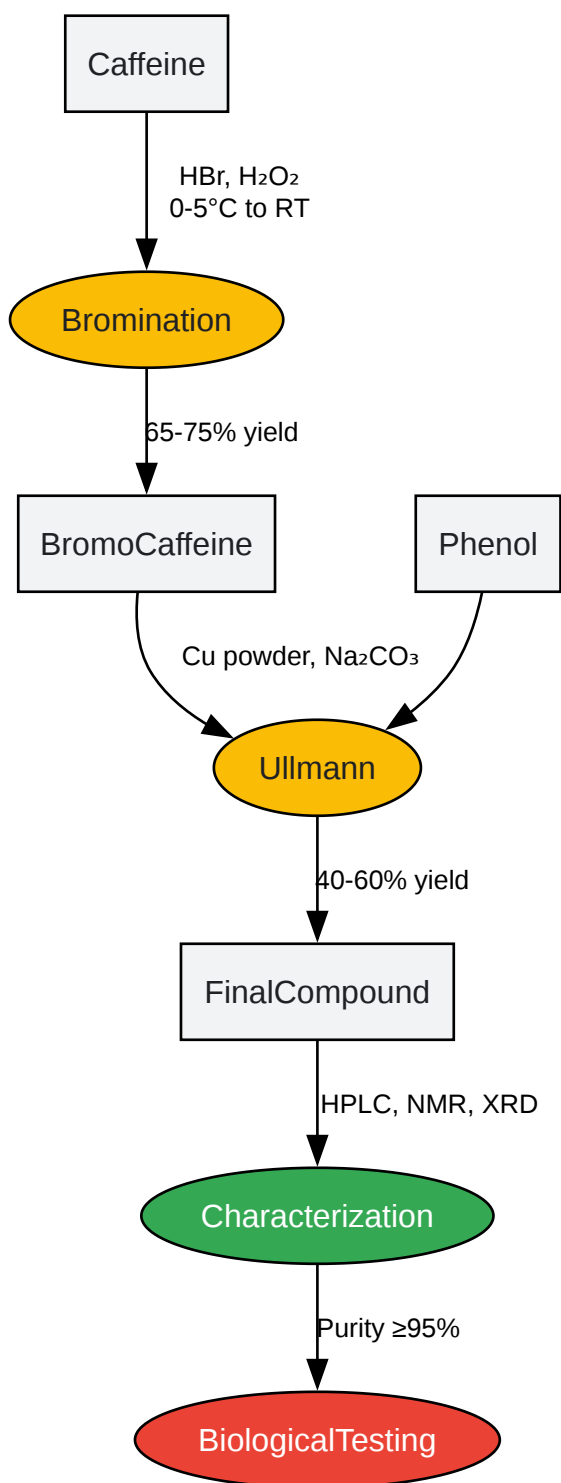 Caffeine
HBr, H₂O₂
0-5°C to RT
Bromination
65-75% yield
BromoCaffeine
Phenol
Cu powder, Na₂CO₃
Ullmann
40-60% yield
FinalCompound
HPLC, NMR, XRD
Characterization
Purity ≥95%
BiologicalTesting